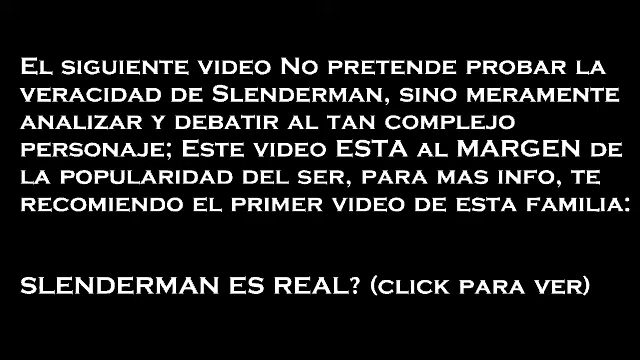 El siguiente video No pretende probar la
veracidad de Slenderman, sino meramente
analizar y debatir al tan complejo
personaje; Este video ESTA al MARGEN de
la popularidad del ser, para mas info, te
recomiendo el primer video de esta familia:
SLENDERMAN ES REAL? (click para ver)